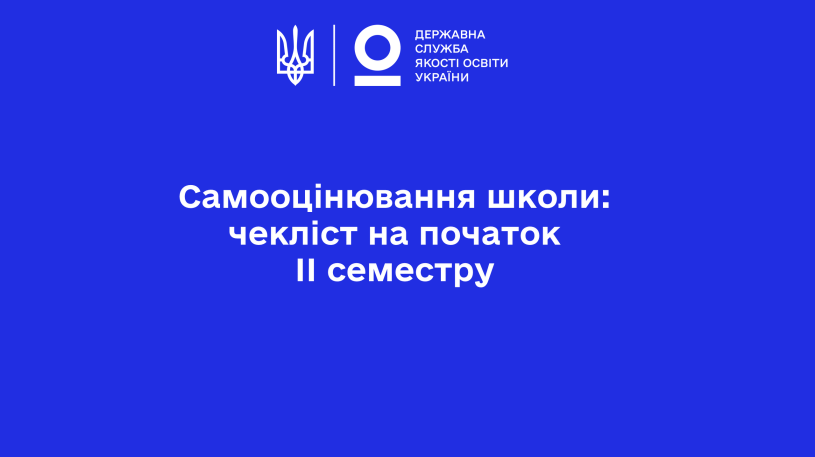 ДЕРЖАВНА
СЛУЖБА
ЯКОСТІ ОСВІТИ
УКРАЇНИ
Самооцінювання школи:
чекліст на початок
ІІ семестру